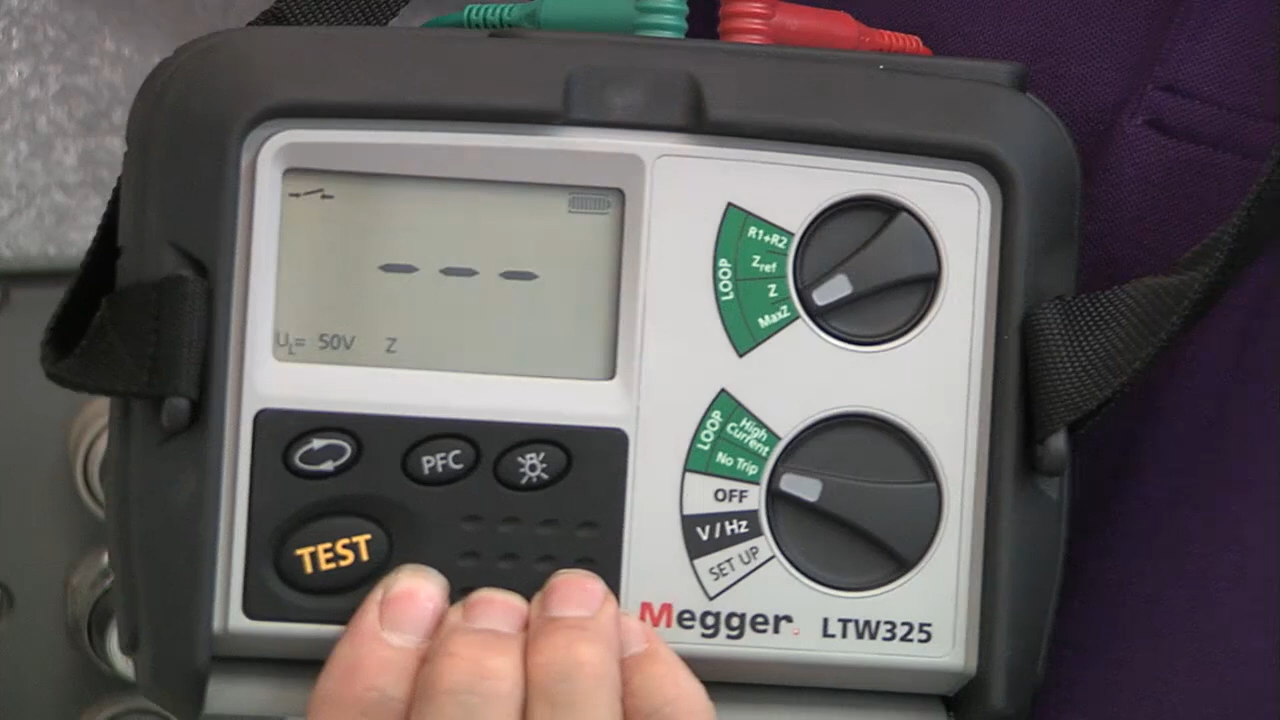 R1+R2
Zref
Z
MaxZ
LOOP
- - -
UL= 50V Z
LOOP
High
Current
No Trip
OFF
V / Hz
SET UP
PFC
TEST
Megger. LTW325